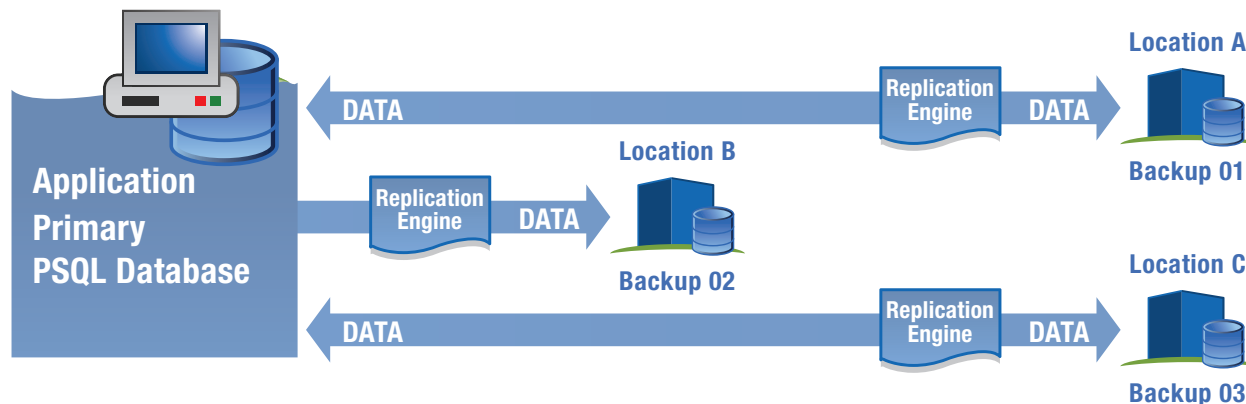 Location A
Replication
Engine
DATA
DATA
Backup 01
Location B
Application
Primary
PSQL Database
Replication
Engine
DATA
Backup 02
Location C
DATA
Replication
Engine
DATA
Backup 03